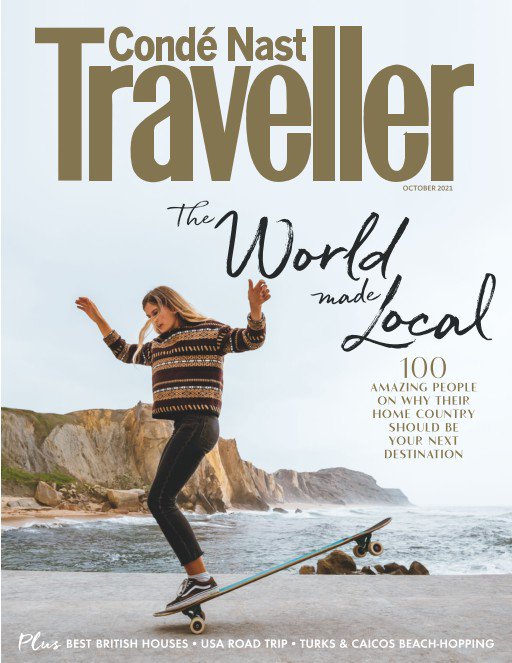 Condé Nast
Traveller
OCTOBER 2021
The
World
made
Local
100
AMAZING PEOPLE
ON WHY THEIR
HOME COUNTRY
SHOULD BE
YOUR NEXT
DESTINATION
Plus BEST BRITISH HOUSES • USA ROAD TRIP • TURKS & CAICOS BEACH-HOPPING